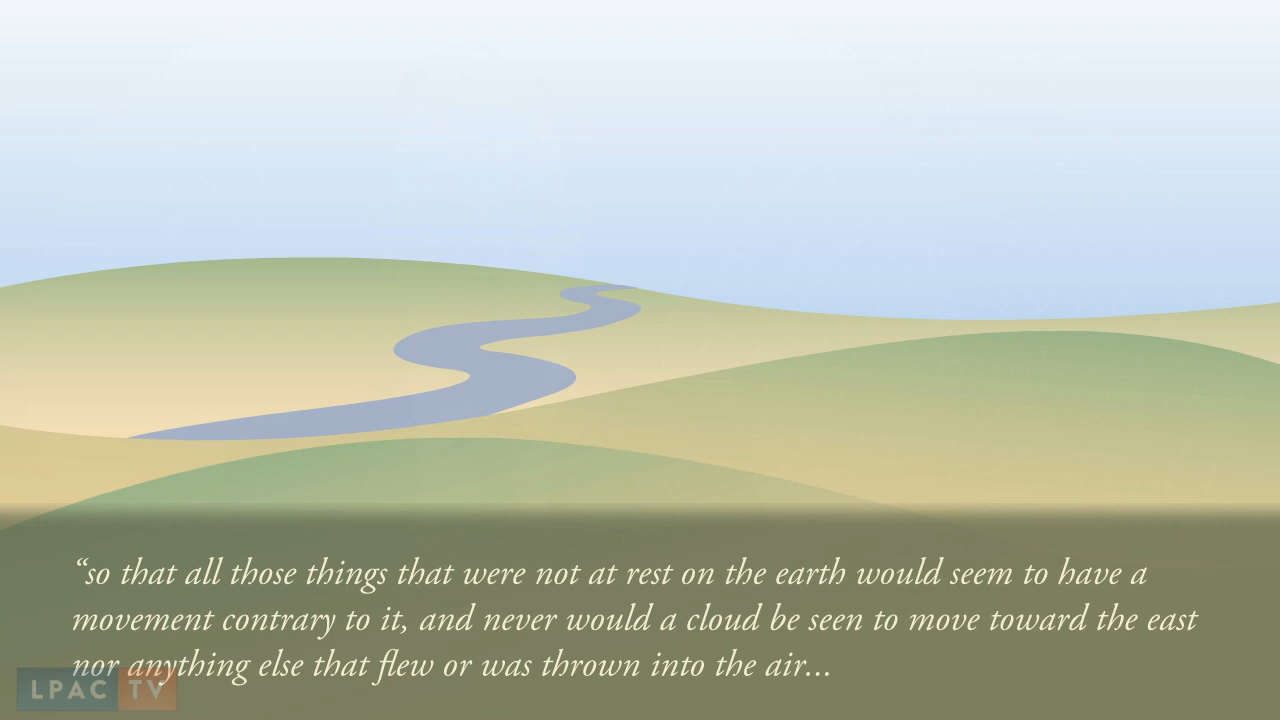 “so that all those things that were not at rest on the earth would seem to have a
movement contrary to it, and never would a cloud be seen to move toward the east
nor anything else that flew or was thrown into the air...
LPAC TV